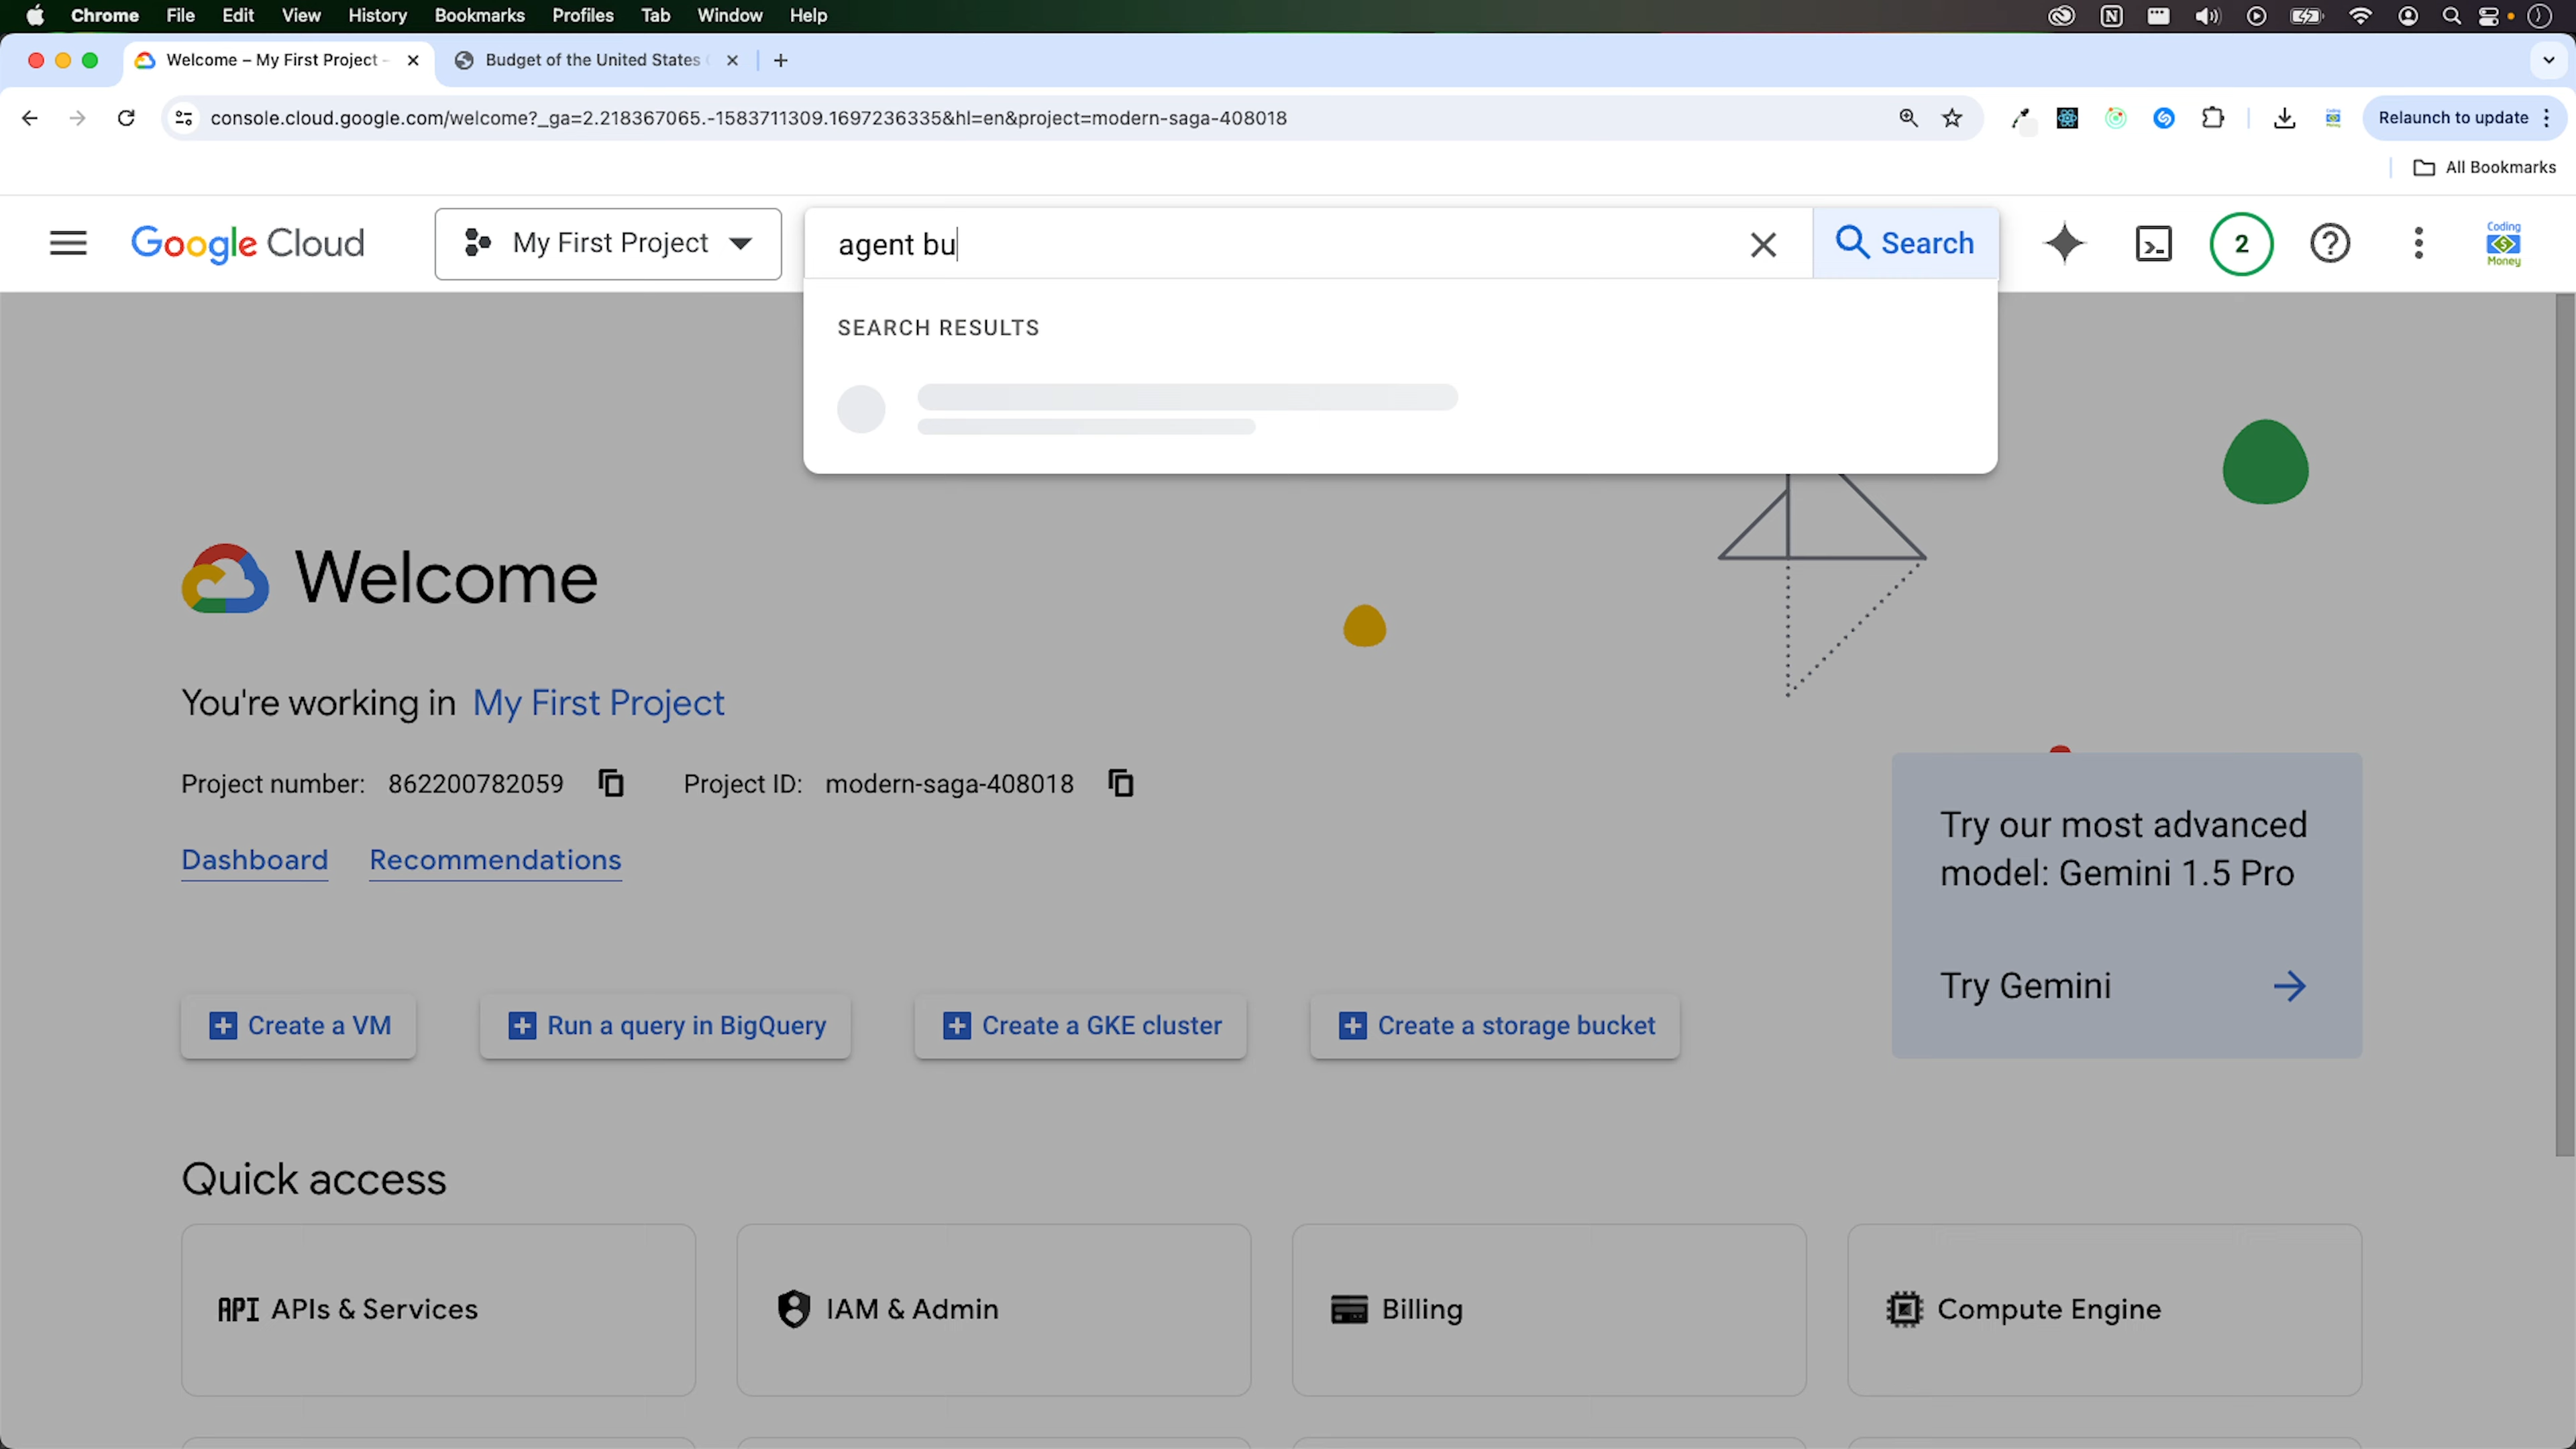 Chrome File Edit View History Bookmarks Profiles Tab Window Help
Welcome – My First Project -
Budget of the United States
console.cloud.google.com/welcome?_ga=2.218367065.-1583711309.1697236335&hl=en&project=modern-saga-408018
Relaunch to update
All Bookmarks
Google Cloud
My First Project
agent bu
Search
2
Coding
Money
SEARCH RESULTS
Welcome
You're working in My First Project
Project number: 862200782059 Project ID: modern-saga-408018
Dashboard Recommendations
Try our most advanced
model: Gemini 1.5 Pro
Try Gemini
Create a VM
Run a query in BigQuery
Create a GKE cluster
Create a storage bucket
Quick access
API APIs & Services
IAM & Admin
Billing
Compute Engine